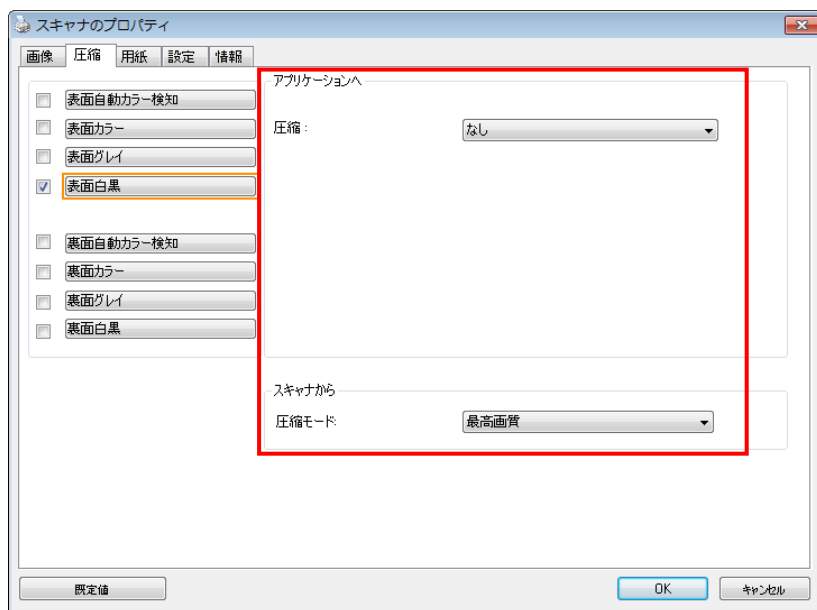 スキャナのプロパティ
画像 圧縮 用紙 設定 情報
表面自動カラー検知
表面カラー
表面グレイ
表面白黒
裏面自動カラー検知
裏面カラー
裏面グレイ
裏面白黒
アプリケーションへ
圧縮： なし
スキャナから
圧縮モード: 最高画質
既定値 OK キャンセル